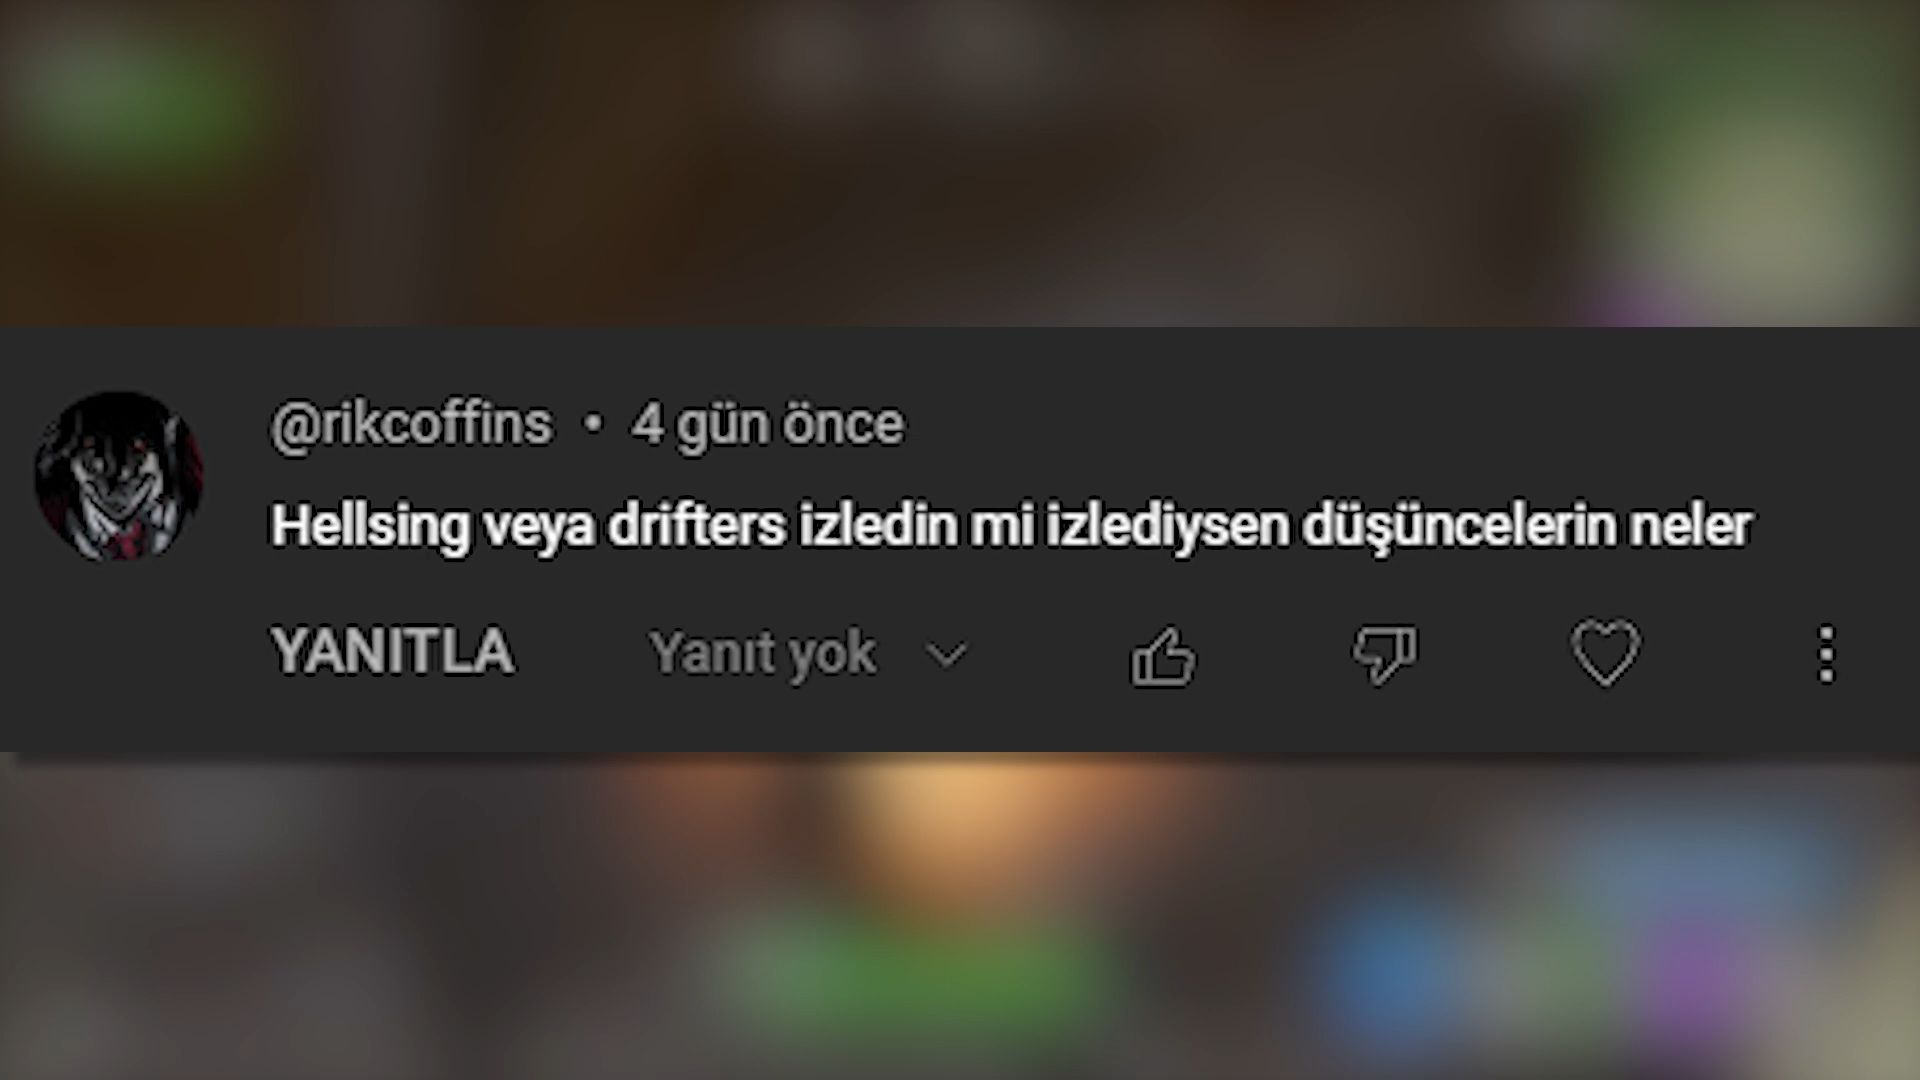 @rikcoffins • 4 gün önce
Hellsing veya drifters izledin mi izlediysen düşüncelerin neler
YANITLA Yanıt yok